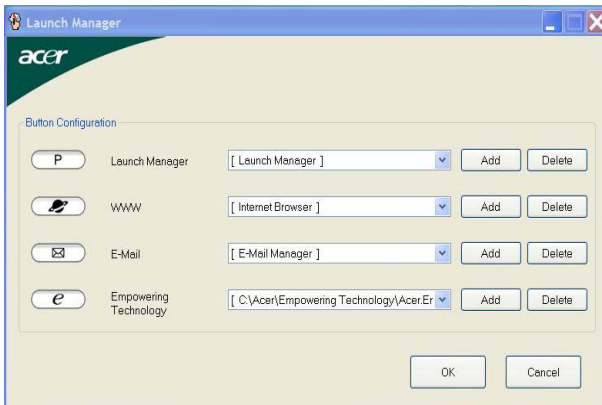 Launch Manager
acer
Button Configuration
P Launch Manager [ Launch Manager ] Add Delete
WWW [ Internet Browser ] Add Delete
E-Mail [ E-Mail Manager ] Add Delete
e Empowering Technology [ C:\Acer\Empowering Technology\Acer.Er Add Delete
OK Cancel